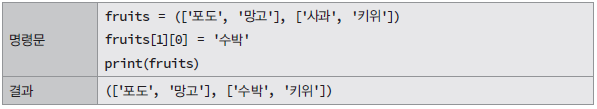 명령문
fruits = (['포도', '망고'], ['사과', '키위'])
fruits[1][0] = '수박'
print(fruits)
결과
(['포도', '망고'], ['수박', '키위'])